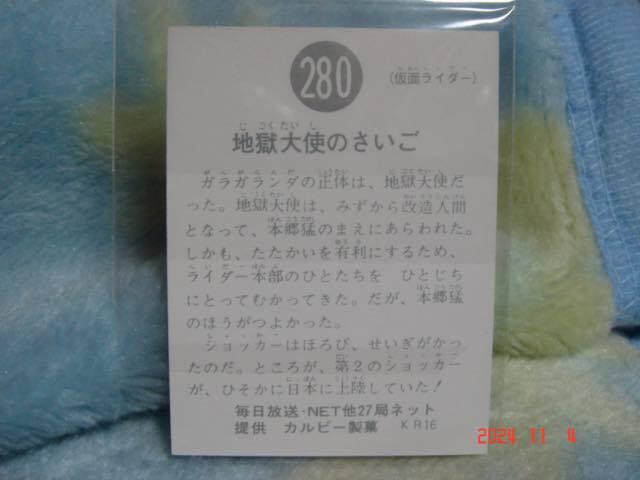 280
(仮面ライダー)
地獄大使のさいご
ガラガランダの正体は、地獄大使だ
った。地獄大使は、みずから改造人間
となって、本郷猛のまえにあらわれた。
しかも、たたかいを有利にするため、
ライダー本部のひとたちを　ひとじち
にとってむかってきた。だが、本郷猛
のほうがつよかった。
ショッカーはほろび、せいぎがかっ
たのだ。ところが、第2のショッカー
が、ひそかに日本に上陸していた!
毎日放送・NET他27局ネット
提供　カルビー製菓　KR16
2024 11 4